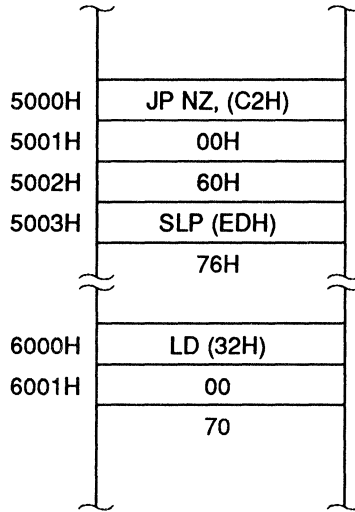 5000H JP NZ, (C2H)
5001H 00H
5002H 60H
5003H SLP (EDH)
76H
6000H LD (32H)
6001H 00
70